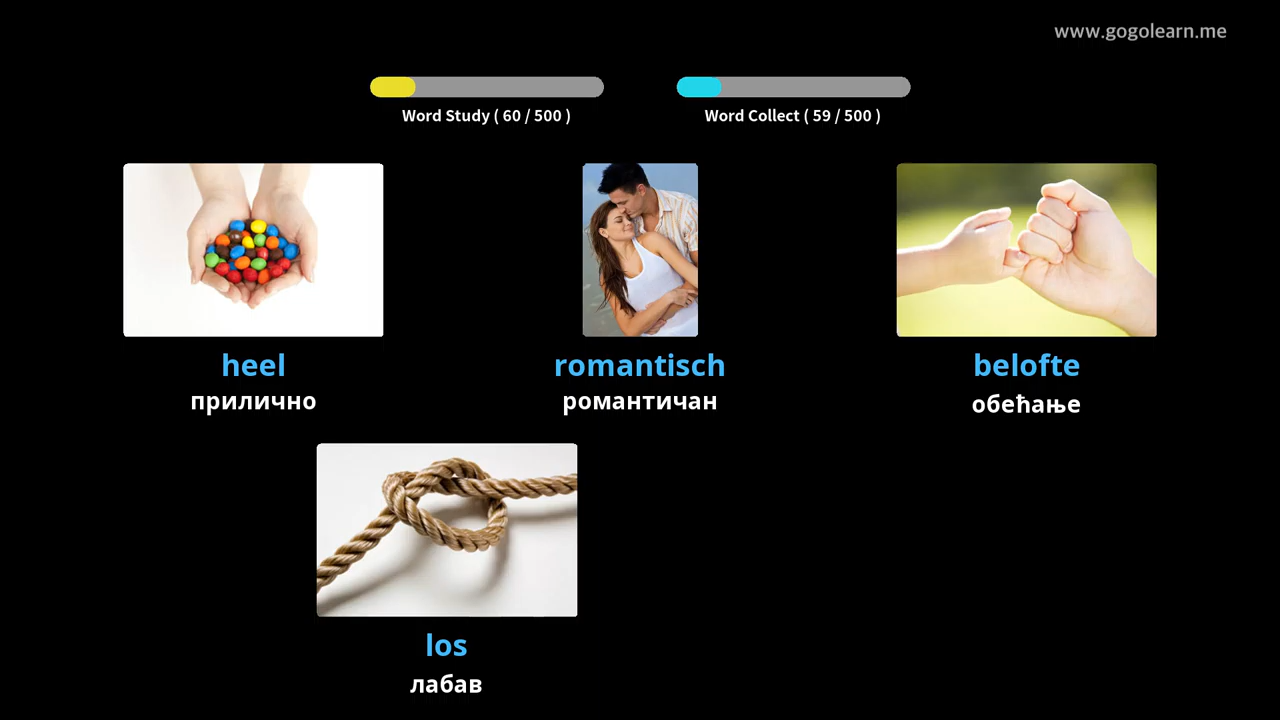 www.gogolearn.me
Word Study ( 60 / 500 )
Word Collect ( 59 / 500 )
heel
прилично
romantisch
романтичан
belofte
обећање
los
лабав